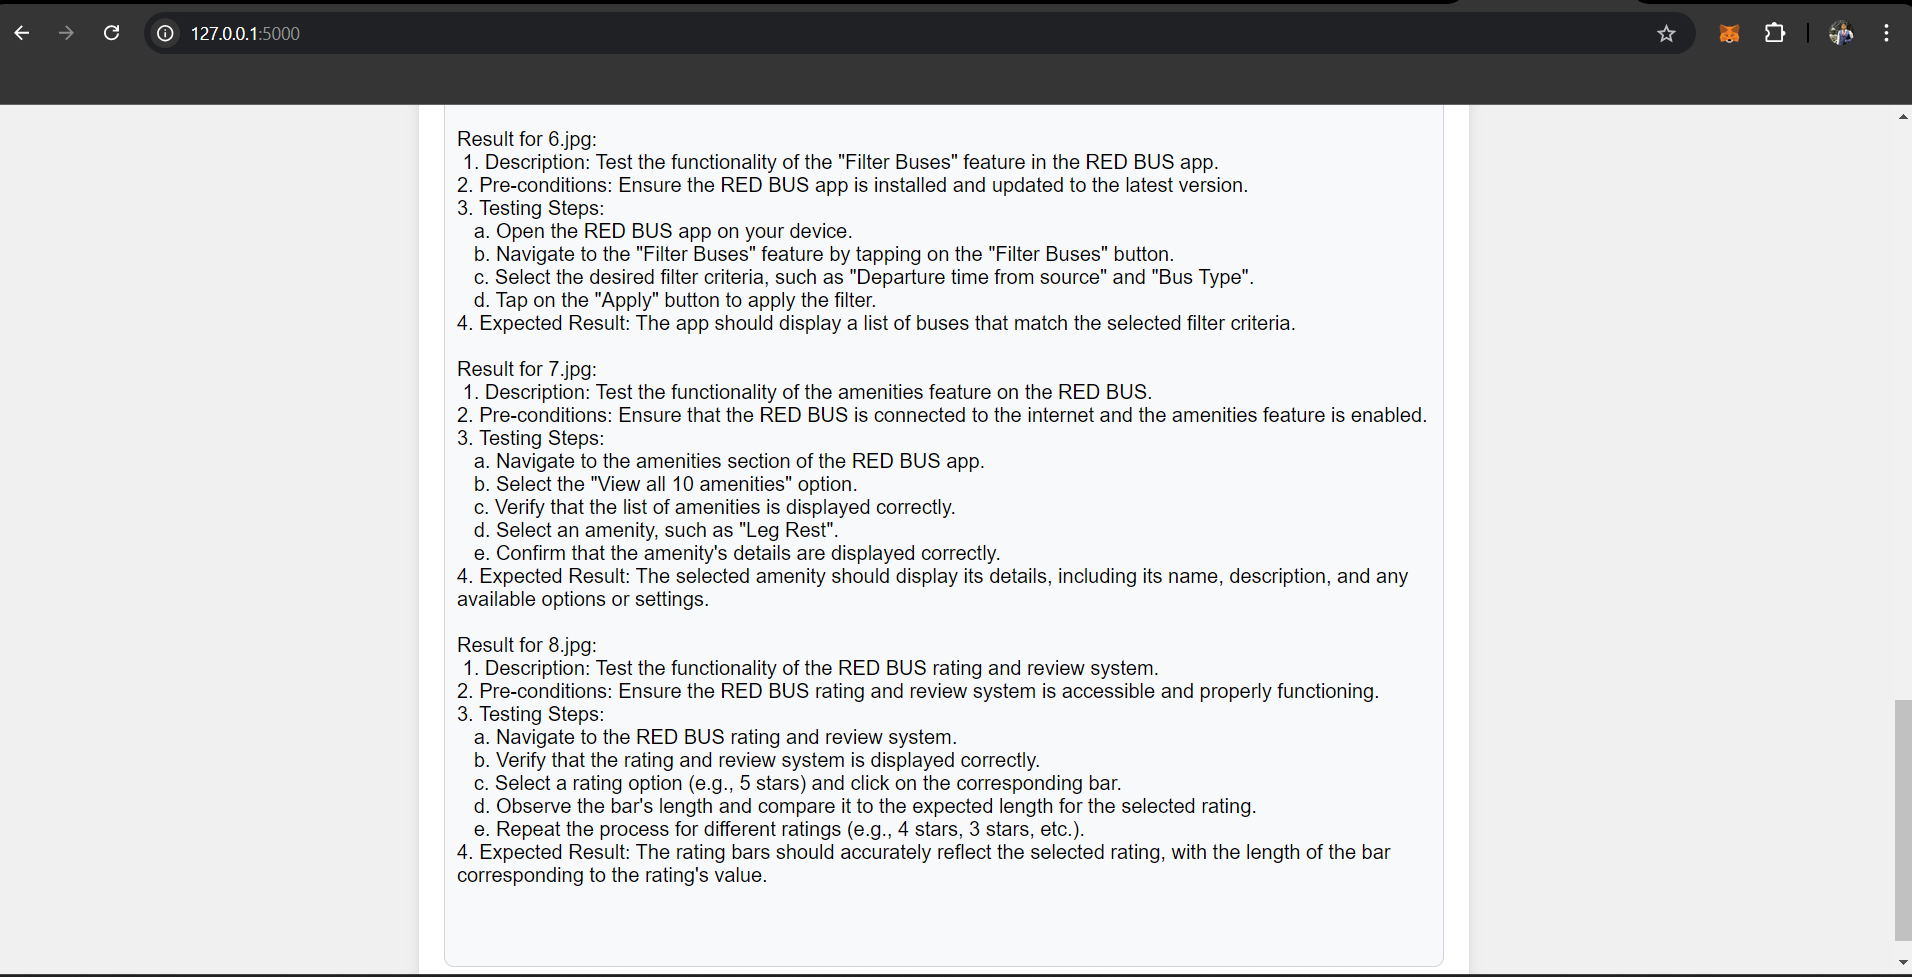 127.0.0.1:5000
Result for 6.jpg:
1. Description: Test the functionality of the "Filter Buses" feature in the RED BUS app.
2. Pre-conditions: Ensure the RED BUS app is installed and updated to the latest version.
3. Testing Steps:
a. Open the RED BUS app on your device.
b. Navigate to the "Filter Buses" feature by tapping on the "Filter Buses" button.
c. Select the desired filter criteria, such as "Departure time from source" and "Bus Type".
d. Tap on the "Apply" button to apply the filter.
4. Expected Result: The app should display a list of buses that match the selected filter criteria.
Result for 7.jpg:
1. Description: Test the functionality of the amenities feature on the RED BUS.
2. Pre-conditions: Ensure that the RED BUS is connected to the internet and the amenities feature is enabled.
3. Testing Steps:
a. Navigate to the amenities section of the RED BUS app.
b. Select the "View all 10 amenities" option.
c. Verify that the list of amenities is displayed correctly.
d. Select an amenity, such as "Leg Rest".
e. Confirm that the amenity's details are displayed correctly.
4. Expected Result: The selected amenity should display its details, including its name, description, and any
available options or settings.
Result for 8.jpg:
1. Description: Test the functionality of the RED BUS rating and review system.
2. Pre-conditions: Ensure the RED BUS rating and review system is accessible and properly functioning.
3. Testing Steps:
a. Navigate to the RED BUS rating and review system.
b. Verify that the rating and review system is displayed correctly.
c. Select a rating option (e.g., 5 stars) and click on the corresponding bar.
d. Observe the bar's length and compare it to the expected length for the selected rating.
e. Repeat the process for different ratings (e.g., 4 stars, 3 stars, etc.).
4. Expected Result: The rating bars should accurately reflect the selected rating, with the length of the bar
corresponding to the rating's value.